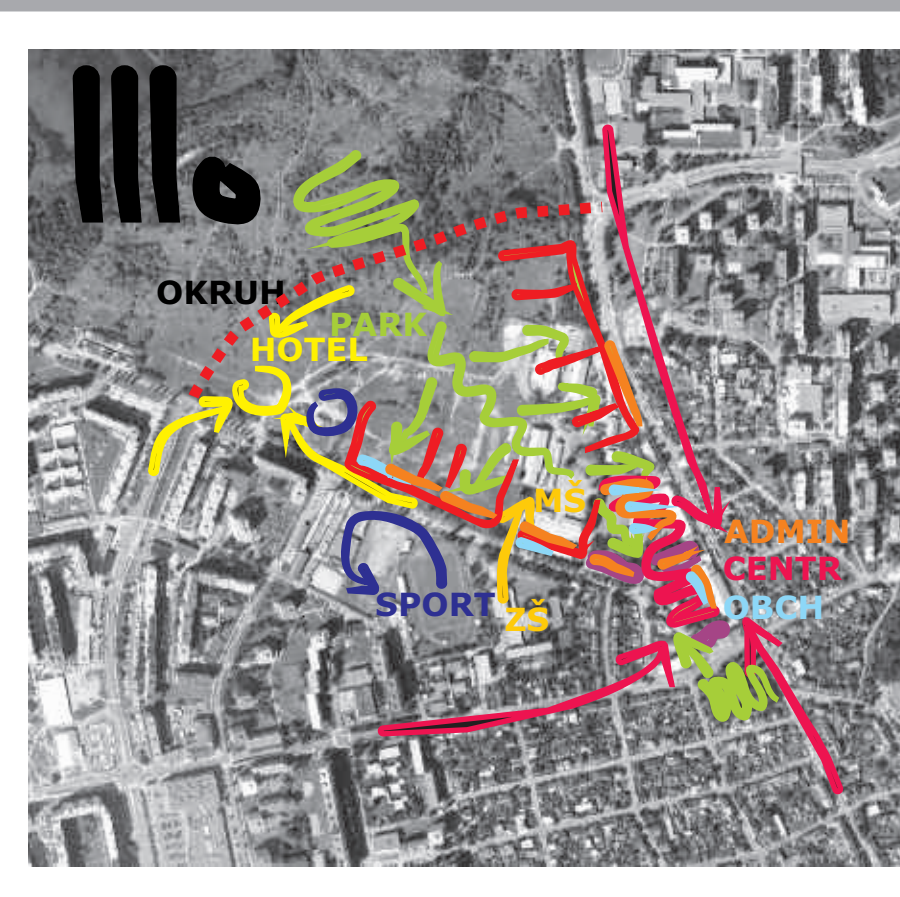 IIIo
OKRUH
PARK
HOTEL
MŠ
ADMIN
CENTR
SPORT
OBCH
ZŠ